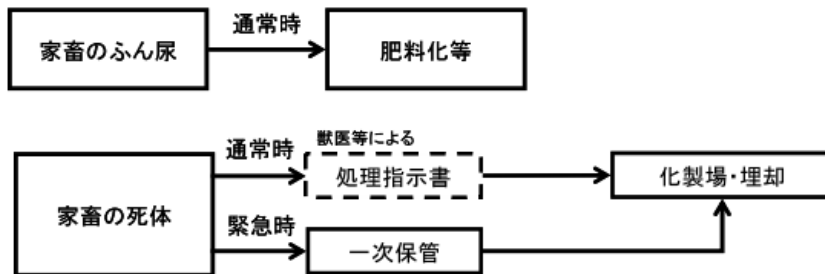 家畜のふん尿
通常時
肥料化等
家畜の死体
通常時
獣医等による
処理指示書
化製場・埋却
緊急時
一次保管